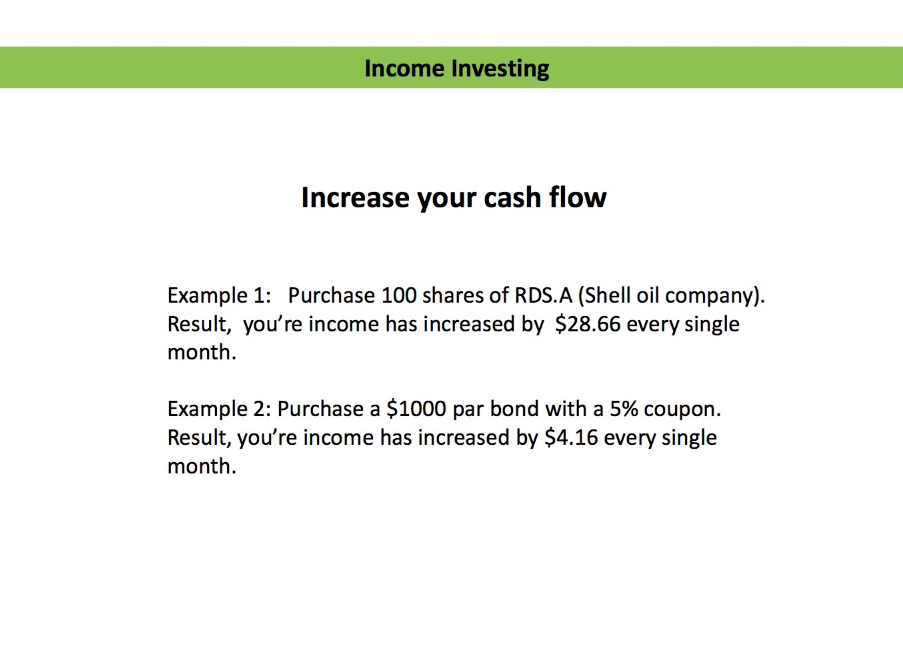 Income Investing
Increase your cash flow
Example 1:   Purchase 100 shares of RDS.A (Shell oil company).
Result,  you’re income has increased by  $28.66 every single
month.
Example 2: Purchase a $1000 par bond with a 5% coupon.
Result, you’re income has increased by $4.16 every single
month.